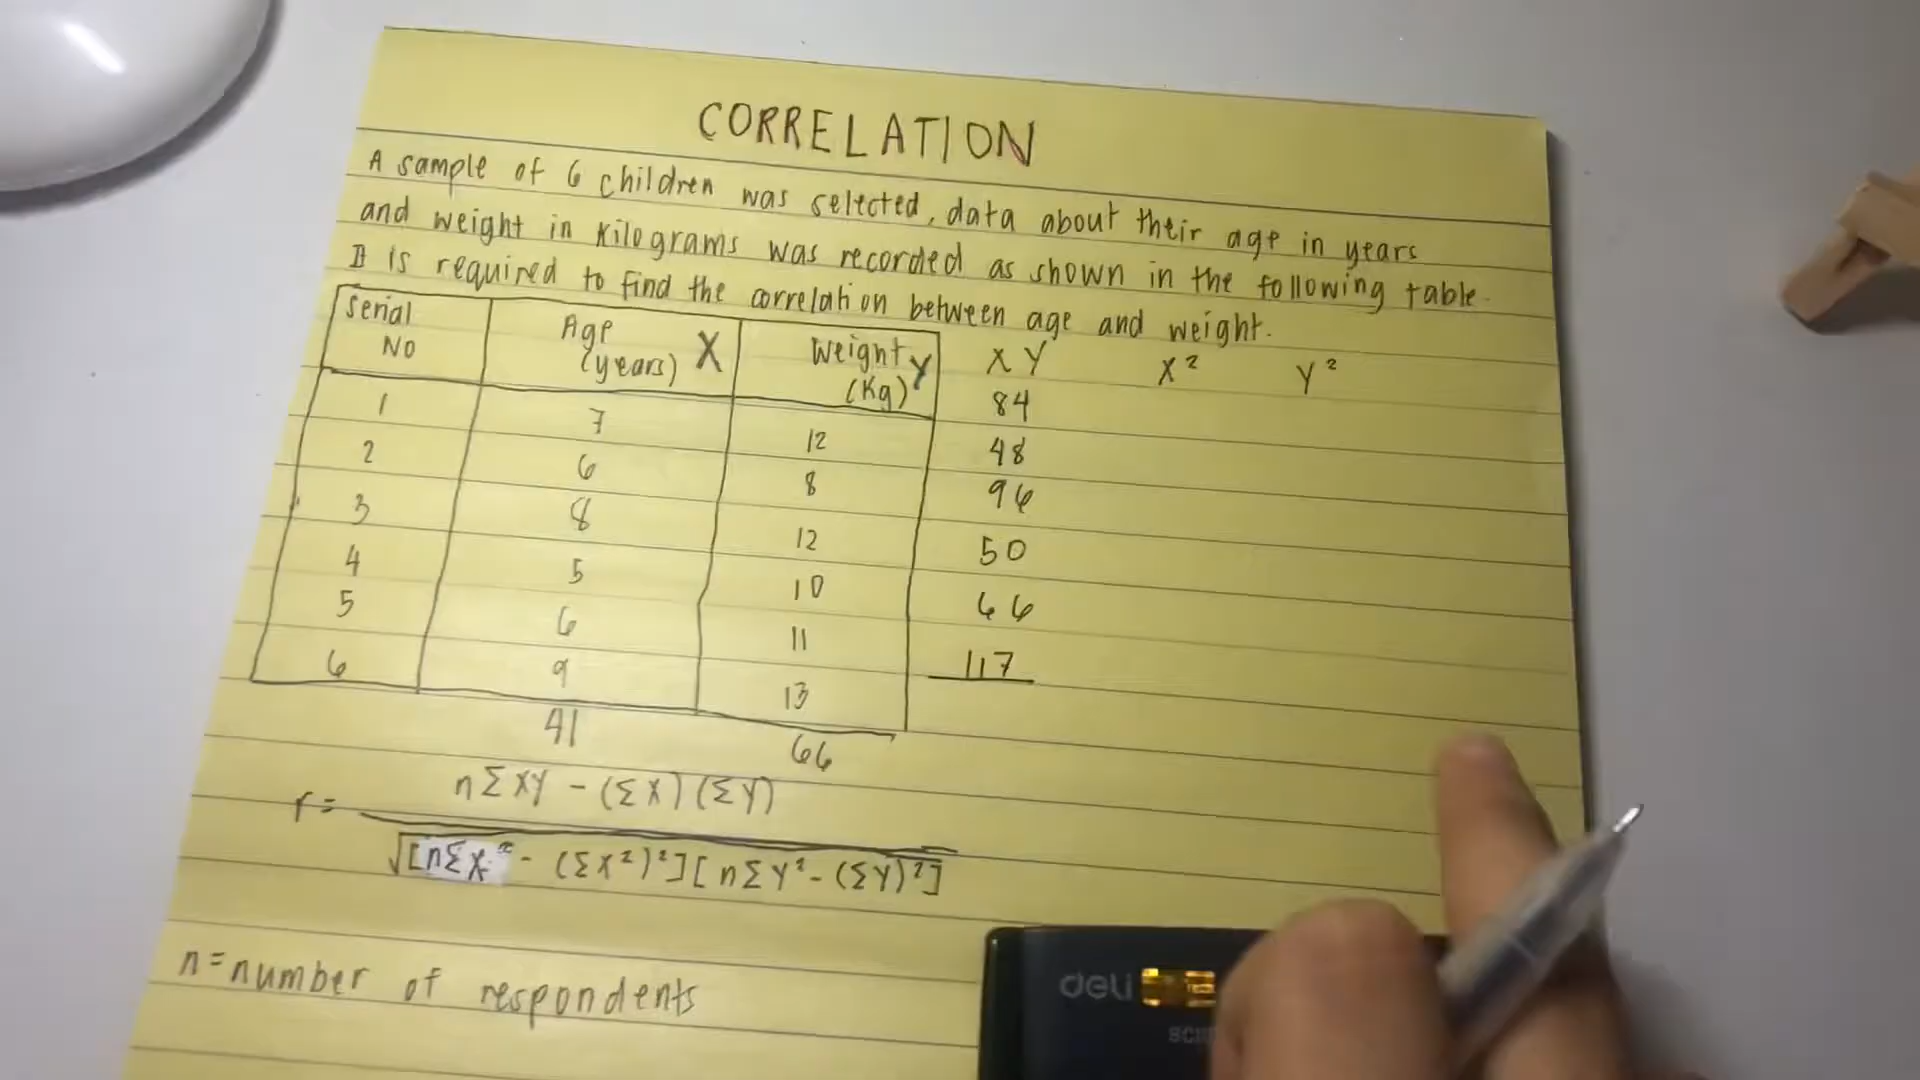 CORRELATION
A sample of 6 children was selected, data about their age in years
and weight in Kilograms was recorded as shown in the following table.
It is required to find the correlation between age and weight.
Serial NO Age (years) X Weight (Kg) Y XY X² Y²
1 7 12 84
2 6 8 48
3 8 12 96
4 5 10 50
5 6 11 66
6 9 13 117
41 66
r = nΣXY - (ΣX)(ΣY)
√[nΣX² - (ΣX²)²][nΣY² - (ΣY)²]
n = number of respondents
deli